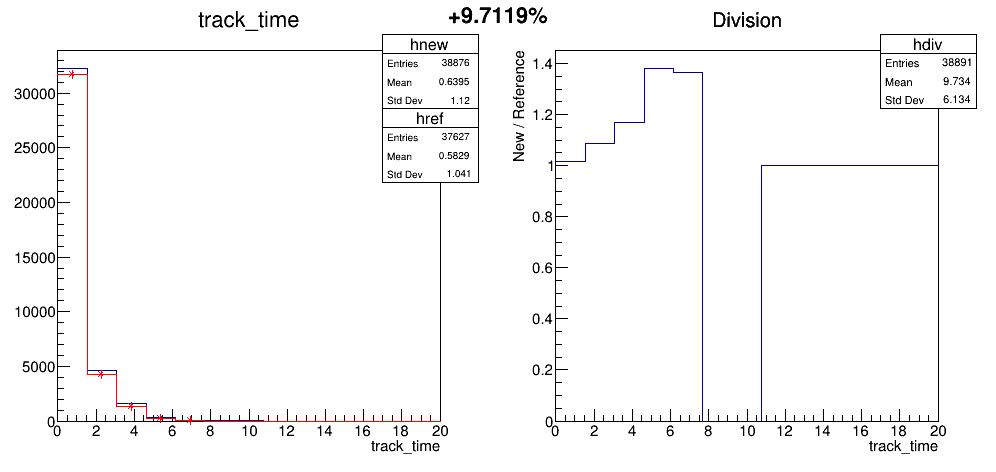 +9.7119%
track_time
hnew
Entries 38876
Mean 0.6395
Std Dev 1.12
href
Entries 37627
Mean 0.5829
Std Dev 1.041
30000
25000
20000
15000
10000
5000
0
0 2 4 6 8 10 12 14 16 18 20
track_time
Division
hdiv
Entries 38891
Mean 9.734
Std Dev 6.134
New / Reference
1.4
1.2
1
0.8
0.6
0.4
0.2
0
0 2 4 6 8 10 12 14 16 18 20
track_time